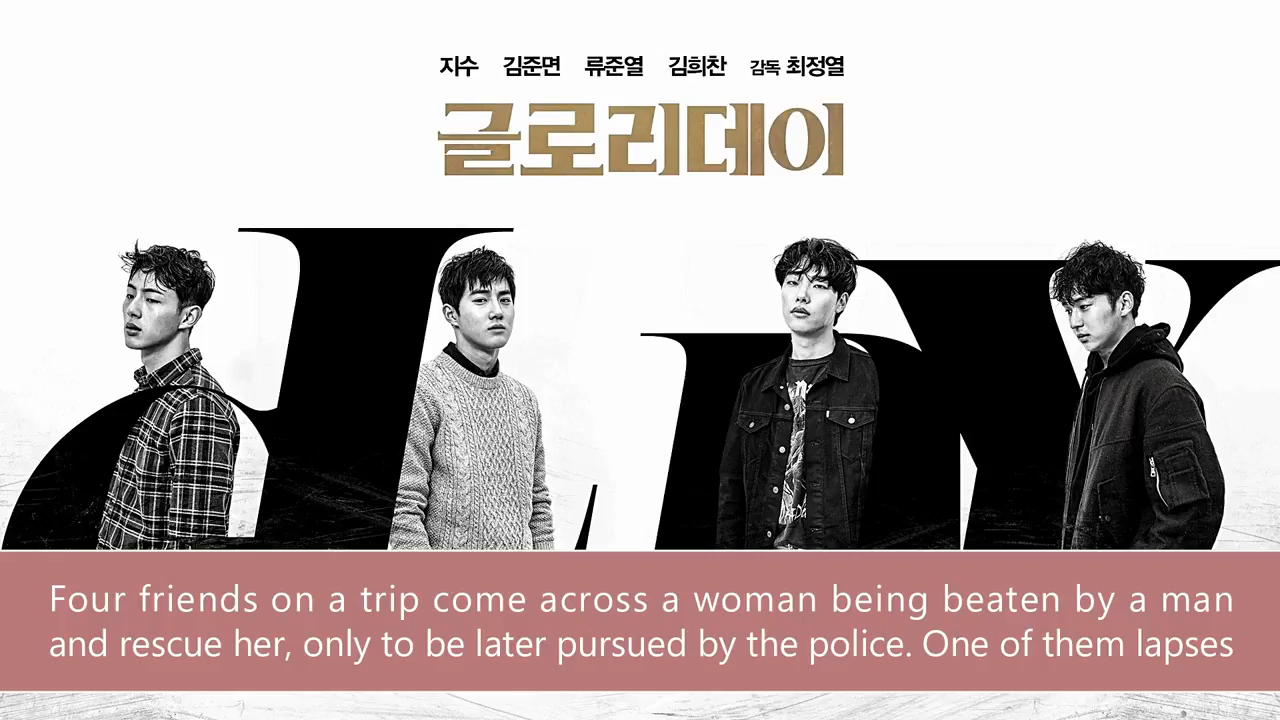 지수 김준면 류준열 김희찬 감독 최정열
글로리데이
Four friends on a trip come across a woman being beaten by a man
and rescue her, only to be later pursued by the police. One of them lapses